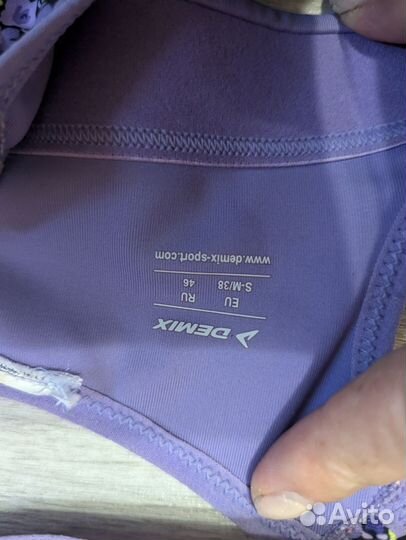 DEMIX
EU RU
S-M/38 46
www.demix-sport.com
Avito